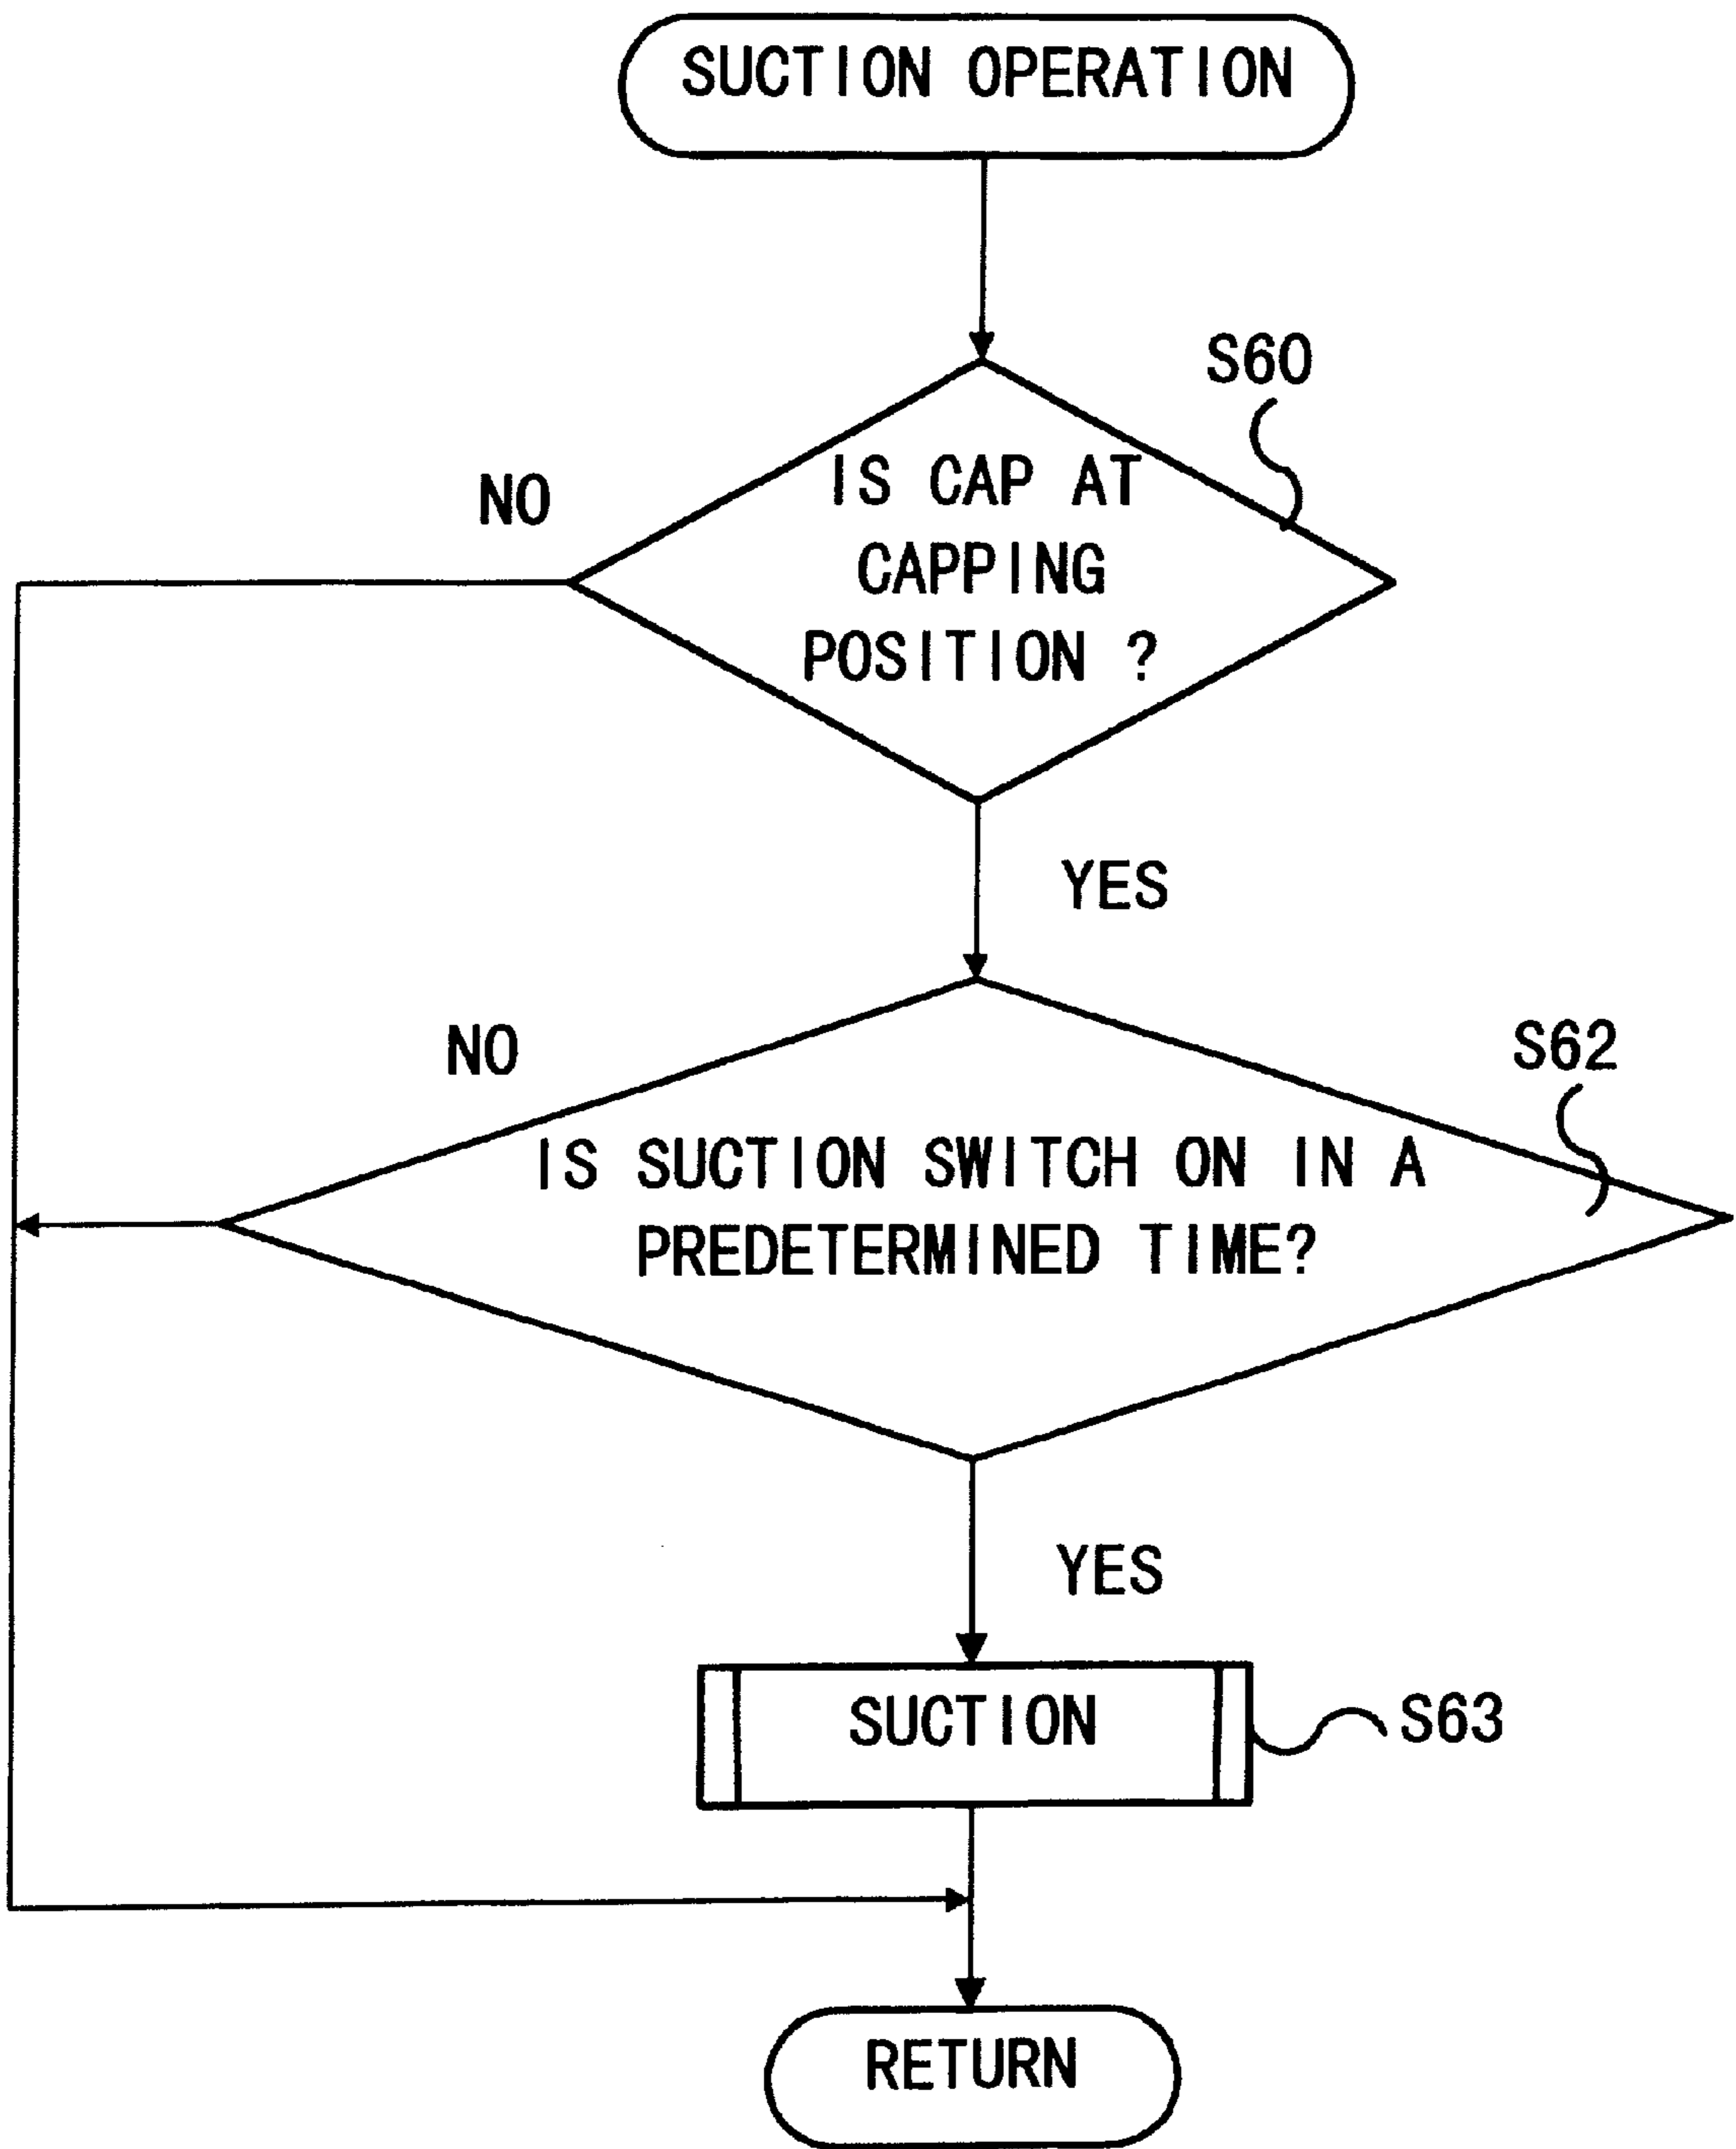 SUCTION OPERATION
S60
IS CAP AT
CAPPING
POSITION ?
NO
YES
NO
S62
IS SUCTION SWITCH ON IN A
PREDETERMINED TIME?
YES
SUCTION
S63
RETURN